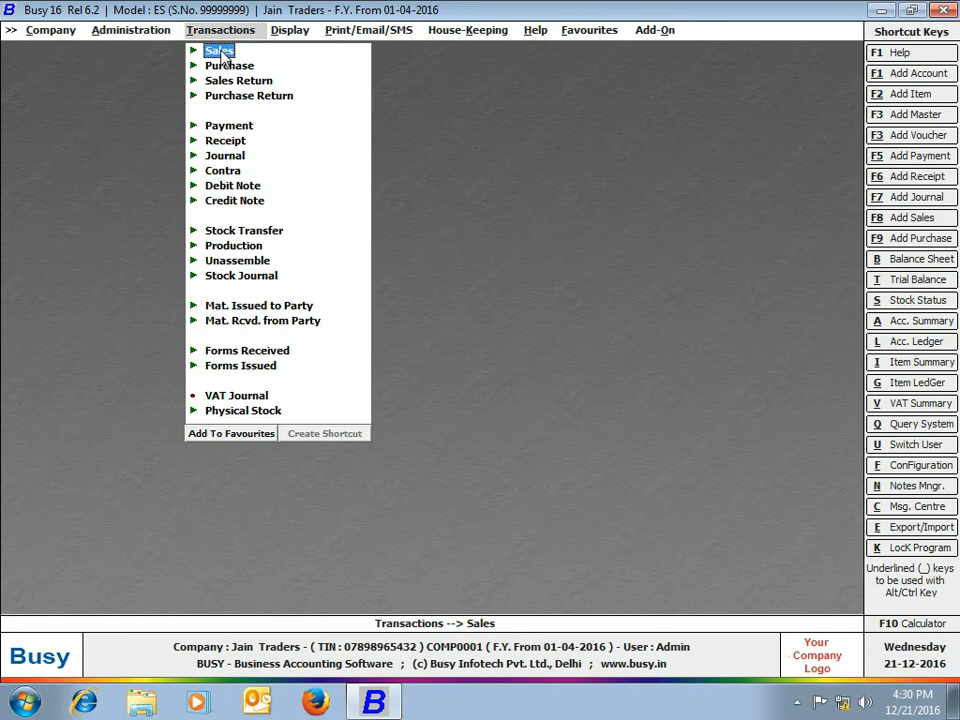 Busy 16 Rel 6.2 | Model : ES (S.No. 99999999) | Jain Traders - F.Y. From 01-04-2016
>> Company Administration Transactions Display Print/Email/SMS House-Keeping Help Favourites Add-On
Sales
Purchase
Sales Return
Purchase Return
Payment
Receipt
Journal
Contra
Debit Note
Credit Note
Stock Transfer
Production
Unassemble
Stock Journal
Mat. Issued to Party
Mat. Rcvd. from Party
Forms Received
Forms Issued
VAT Journal
Physical Stock
Add To Favourites Create Shortcut
Shortcut Keys
F1 Help
F1 Add Account
F2 Add Item
F3 Add Master
F3 Add Voucher
F5 Add Payment
F6 Add Receipt
F7 Add Journal
F8 Add Sales
F9 Add Purchase
B Balance Sheet
T Trial Balance
S Stock Status
A Acc. Summary
L Acc. Ledger
I Item Summary
G Item LedGer
V VAT Summary
Q Query System
U Switch User
F ConFiguration
N Notes Mngr.
C Msg. Centre
E Export/Import
K LocK Program
Underlined (_) keys
to be used with
Alt/Ctrl Key
F10 Calculator
Transactions --> Sales
Busy
Company : Jain Traders - ( TIN : 07898965432 ) COMP0001 ( F.Y. From 01-04-2016 ) - User : Admin
BUSY - Business Accounting Software ; (c) Busy Infotech Pvt. Ltd., Delhi ; www.busy.in
Your
Company
Logo
Wednesday
21-12-2016
4:30 PM
12/21/2016